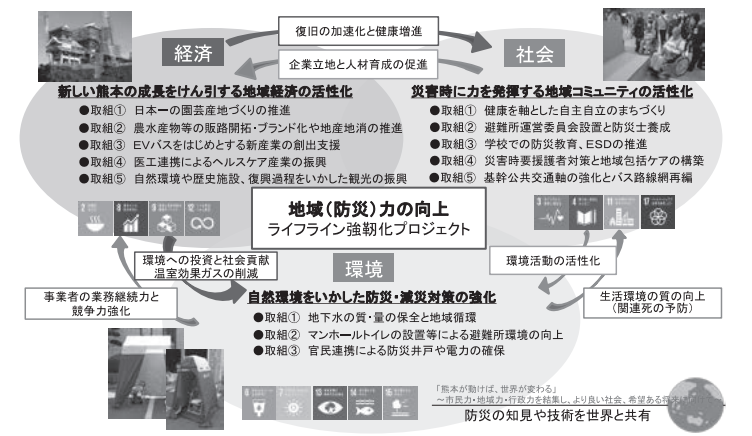 復旧の加速化と健康増進
経済
社会
企業立地と人材育成の促進
新しい熊本の成長をけん引する地域経済の活性化
●取組① 日本一の園芸産地づくりの推進
●取組② 農水産物等の販路開拓・ブランド化や地産地消の推進
●取組③ EVバスをはじめとする新産業の創出支援
●取組④ 医工連携によるヘルスケア産業の振興
●取組⑤ 自然環境や歴史施設、復興過程をいかした観光の振興
災害時に力を発揮する地域コミュニティの活性化
●取組① 健康を軸とした自主自立のまちづくり
●取組② 避難所運営委員会設置と防災士養成
●取組③ 学校での防災教育、ESDの推進
●取組④ 災害時要援護者対策と地域包括ケアの構築
●取組⑤ 基幹公共交通軸の強化とバス路線網再編
地域(防災)力の向上
ライフライン強靭化プロジェクト
環境への投資と社会貢献
温室効果ガスの削減
環境
環境活動の活性化
事業者の業務継続力と
競争力強化
生活環境の質の向上
(関連死の予防)
自然環境をいかした防災・減災対策の強化
●取組① 地下水の質・量の保全と地域循環
●取組② マンホールトイレの設置等による避難所環境の向上
●取組③ 官民連携による防災井戸や電力の確保
「熊本が動けば、世界が変わる」
~市民力・地域力・行政力を結集し、より良い社会、希望ある
防災の知見や技術を世界と共有